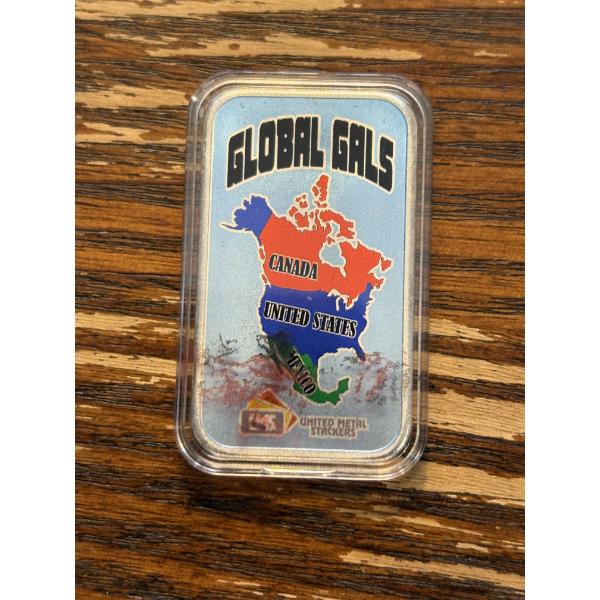 GLOBAL GALS
CANADA
UNITED STATES
MEXICO
UNITED METAL
STACKERS